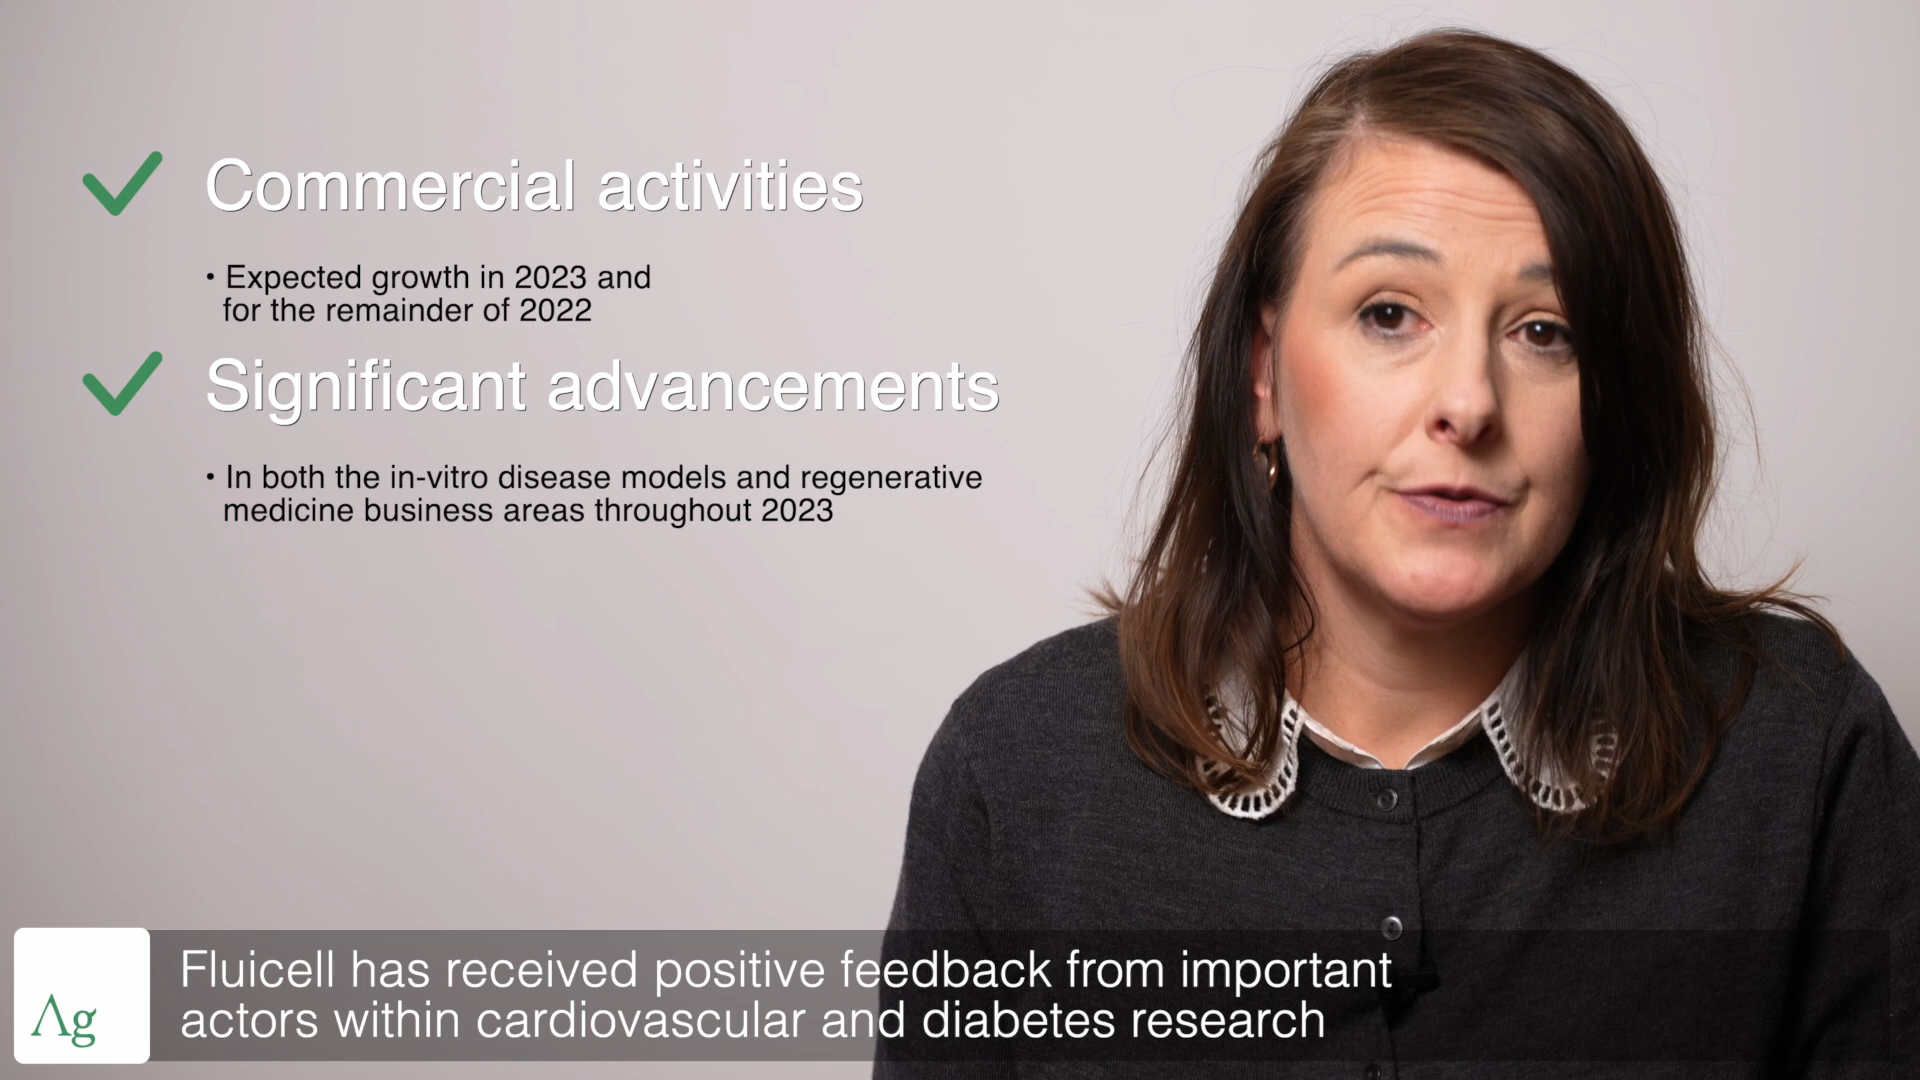 Commercial activities
• Expected growth in 2023 and
for the remainder of 2022
Significant advancements
• In both the in-vitro disease models and regenerative
medicine business areas throughout 2023
Fluicell has received positive feedback from important
actors within cardiovascular and diabetes research
Λg